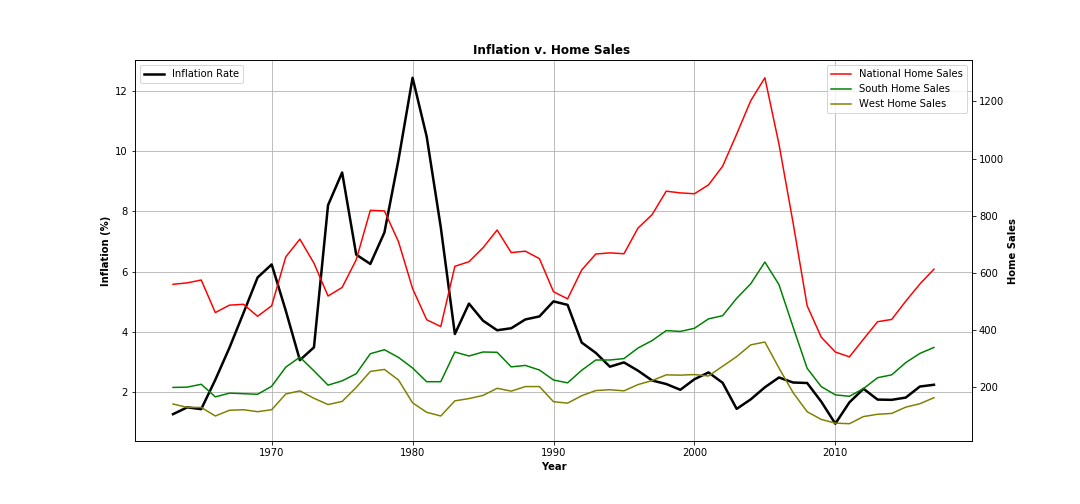 Inflation v. Home Sales
Inflation Rate
National Home Sales
South Home Sales
West Home Sales
12
10
8
6
4
2
Inflation (%)
1200
1000
800
600
400
200
Home Sales
1970 1980 1990 2000 2010
Year